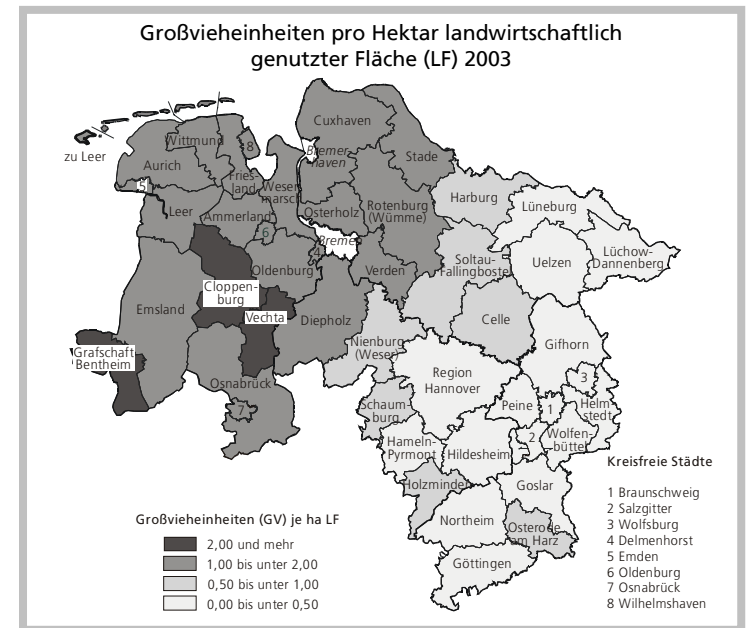 Großvieheinheiten pro Hektar landwirtschaftlich
genutzter Fläche (LF) 2003
Cuxhaven
Wittmund
8
Bremer-
haven
zu Leer
Stade
Aurich
Fries-
land
5
Weser-
marsch
Harburg
Lüneburg
Leer
Ammerland
Osterholz
Rotenburg
(Wümme)
6
Bremen
4
Lüchow-
Dannenberg
Soltau-
Fallingbostel
Uelzen
Oldenburg
Verden
Cloppen-
burg
Emsland
Vechta
Diepholz
Celle
Nienburg
(Weser)
Gifhorn
Grafschaft
Bentheim
Region
Hannover
3
Osnabrück
7
Schaum-
burg
Peine
1
Helm-
stedt
2
Wolfen-
büttel
Hameln-
Pyrmont
Hildesheim
Holzminden
Goslar
Northeim
Osterode
am Harz
Göttingen
Kreisfreie Städte
1 Braunschweig
2 Salzgitter
3 Wolfsburg
4 Delmenhorst
5 Emden
6 Oldenburg
7 Osnabrück
8 Wilhelmshaven
Großvieheinheiten (GV) je ha LF
2,00 und mehr
1,00 bis unter 2,00
0,50 bis unter 1,00
0,00 bis unter 0,50